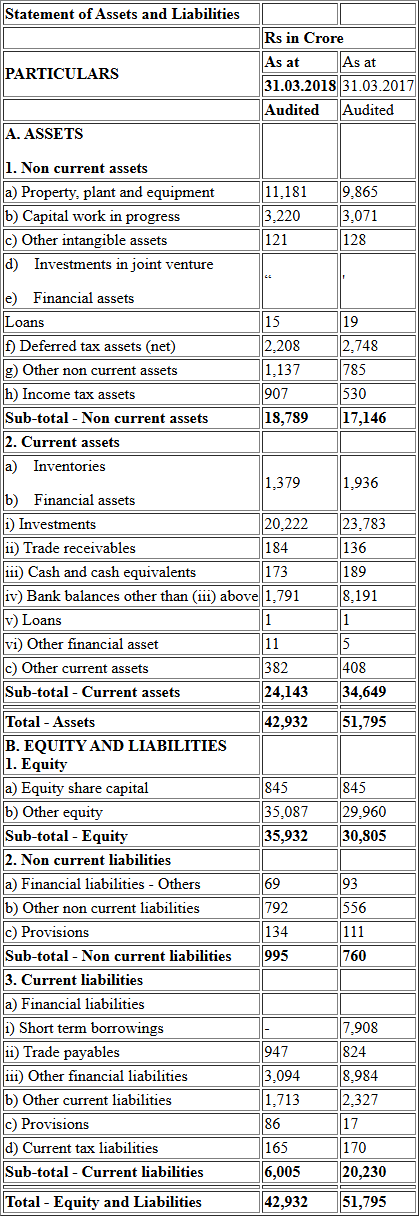 Statement of Assets and Liabilities
Rs in Crore
PARTICULARS As at 31.03.2018 As at 31.03.2017
Audited Audited
A. ASSETS
1. Non current assets
a) Property, plant and equipment 11,181 9,865
b) Capital work in progress 3,220 3,071
c) Other intangible assets 121 128
d) Investments in joint venture
“ '
e) Financial assets
Loans 15 19
f) Deferred tax assets (net) 2,208 2,748
g) Other non current assets 1,137 785
h) Income tax assets 907 530
Sub-total - Non current assets 18,789 17,146
2. Current assets
a) Inventories
1,379 1,936
b) Financial assets
i) Investments 20,222 23,783
ii) Trade receivables 184 136
iii) Cash and cash equivalents 173 189
iv) Bank balances other than (iii) above 1,791 8,191
v) Loans 1 1
vi) Other financial asset 11 5
c) Other current assets 382 408
Sub-total - Current assets 24,143 34,649
Total - Assets 42,932 51,795
B. EQUITY AND LIABILITIES
1. Equity
a) Equity share capital 845 845
b) Other equity 35,087 29,960
Sub-total - Equity 35,932 30,805
2. Non current liabilities
a) Financial liabilities - Others 69 93
b) Other non current liabilities 792 556
c) Provisions 134 111
Sub-total - Non current liabilities 995 760
3. Current liabilities
a) Financial liabilities
i) Short term borrowings - 7,908
ii) Trade payables 947 824
iii) Other financial liabilities 3,094 8,984
b) Other current liabilities 1,713 2,327
c) Provisions 86 17
d) Current tax liabilities 165 170
Sub-total - Current liabilities 6,005 20,230
Total - Equity and Liabilities 42,932 51,795